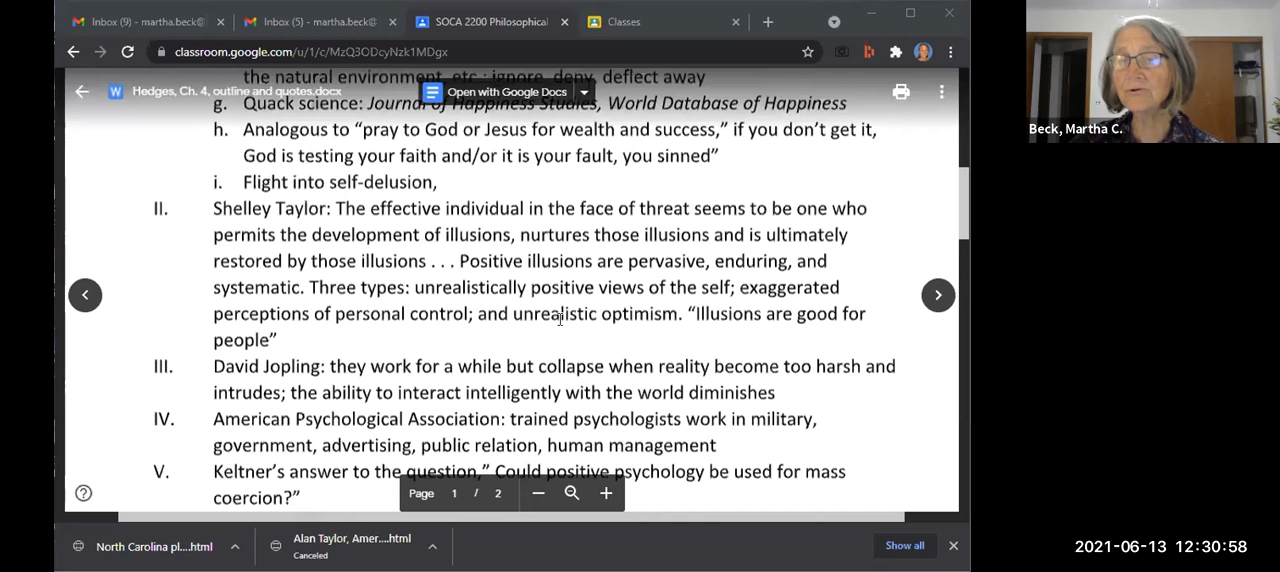 Inbox (9) - martha.beck@
Inbox (5) - martha.beck@
SOCA 2200 Philosophical
Classes
classroom.google.com/u/1/c/MzQ3ODcyNzk1MDgx
the natural environment, etc.: ignore, deny, deflect away
Hedges, Ch. 4, outline and quotes.docx
Open with Google Docs
g. Quack science: Journal of Happiness Studies, World Database of Happiness
h. Analogous to “pray to God or Jesus for wealth and success,” if you don’t get it,
God is testing your faith and/or it is your fault, you sinned”
i. Flight into self-delusion,
II. Shelley Taylor: The effective individual in the face of threat seems to be one who
permits the development of illusions, nurtures those illusions and is ultimately
restored by those illusions . . . Positive illusions are pervasive, enduring, and
systematic. Three types: unrealistically positive views of the self; exaggerated
perceptions of personal control; and unrealistic optimism. “Illusions are good for
people”
III. David Jopling: they work for a while but collapse when reality become too harsh and
intrudes; the ability to interact intelligently with the world diminishes
IV. American Psychological Association: trained psychologists work in military,
government, advertising, public relation, human management
V. Keltner’s answer to the question,” Could positive psychology be used for mass
coercion?”
Page 1 / 2
North Carolina pl....html
Alan Taylor, Amer....html
Canceled
Show all
Beck, Martha C.
2021-06-13 12:30:58